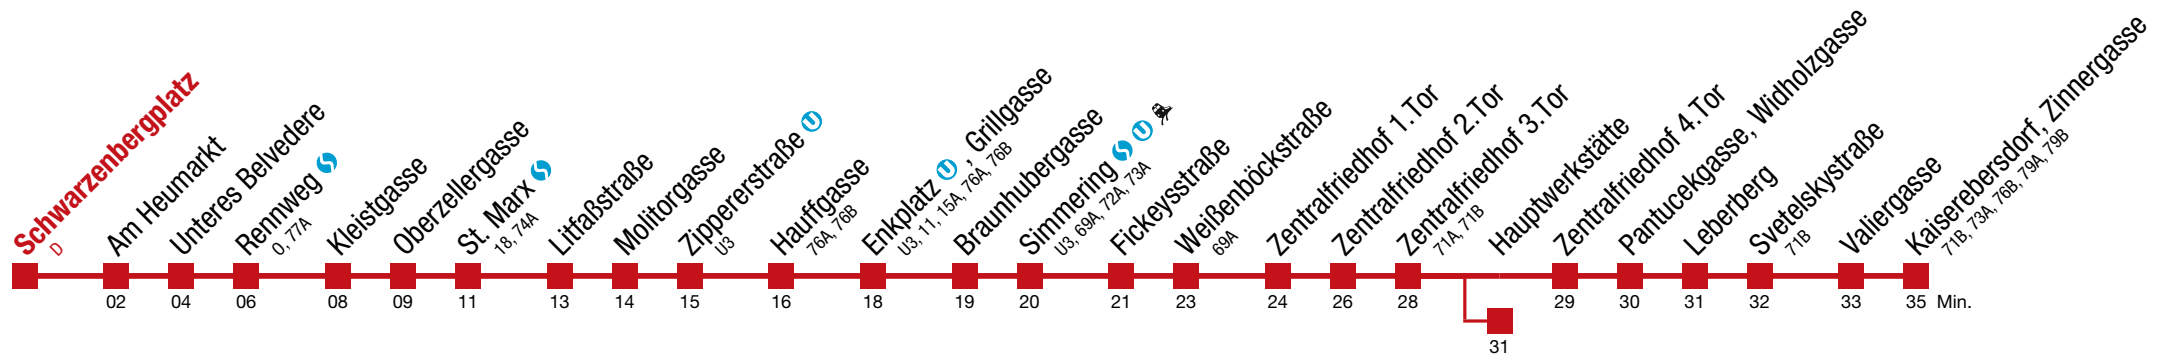 Schwarzenbergplatz
D
Am Heumarkt
Unteres Belvedere
Rennweg
O, 77A
Kleistgasse
Oberzellergasse
St. Marx
18, 74A
Litfaßstraße
Molitorgasse
Zippererstraße
U3
Hauffgasse
76A, 76B
Enkplatz U , Grillgasse
U3, 11, 15A, 76A, 76B
Braunhubergasse
Simmering U
U3, 69A, 72A, 73A
Fickeysstraße
Weißenböckstraße
69A
Zentralfriedhof 1.Tor
Zentralfriedhof 2.Tor
Zentralfriedhof 3.Tor
71A, 71B
Hauptwerkstätte
Zentralfriedhof 4.Tor
Pantucekgasse, Widholzgasse
Leberberg
Svetelskystraße
71B
Valiergasse
Kaiserebersdorf, Zinnergasse
71B, 73A, 76B, 79A, 79B
02 04 06 08 09 11 13 14 15 16 18 19 20 21 23 24 26 28 29 30 31 32 33 35 Min.
31